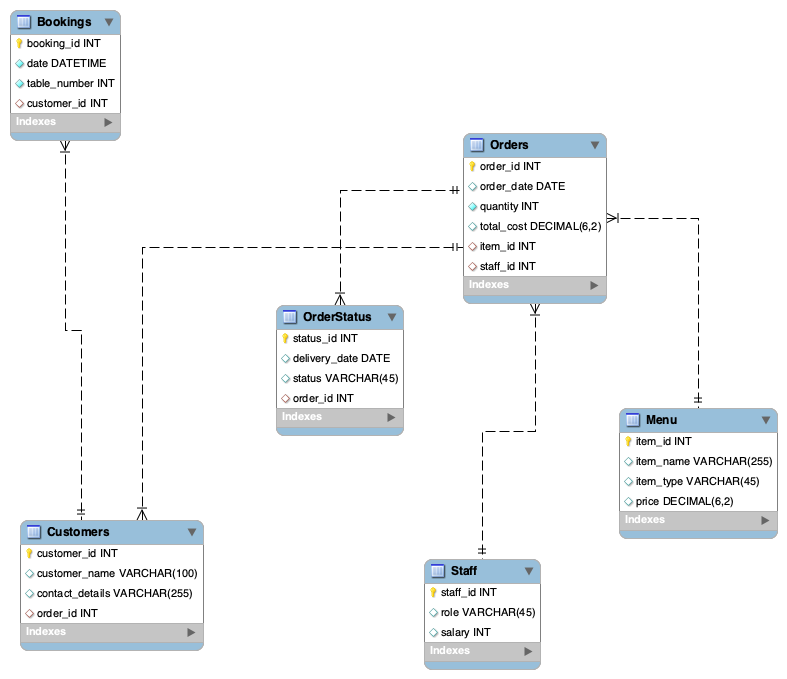 Bookings
booking_id INT
date DATETIME
table_number INT
customer_id INT
Indexes
Orders
order_id INT
order_date DATE
quantity INT
total_cost DECIMAL(6,2)
item_id INT
staff_id INT
Indexes
OrderStatus
status_id INT
delivery_date DATE
status VARCHAR(45)
order_id INT
Indexes
Menu
item_id INT
item_name VARCHAR(255)
item_type VARCHAR(45)
price DECIMAL(6,2)
Indexes
Customers
customer_id INT
customer_name VARCHAR(100)
contact_details VARCHAR(255)
order_id INT
Indexes
Staff
staff_id INT
role VARCHAR(45)
salary INT
Indexes